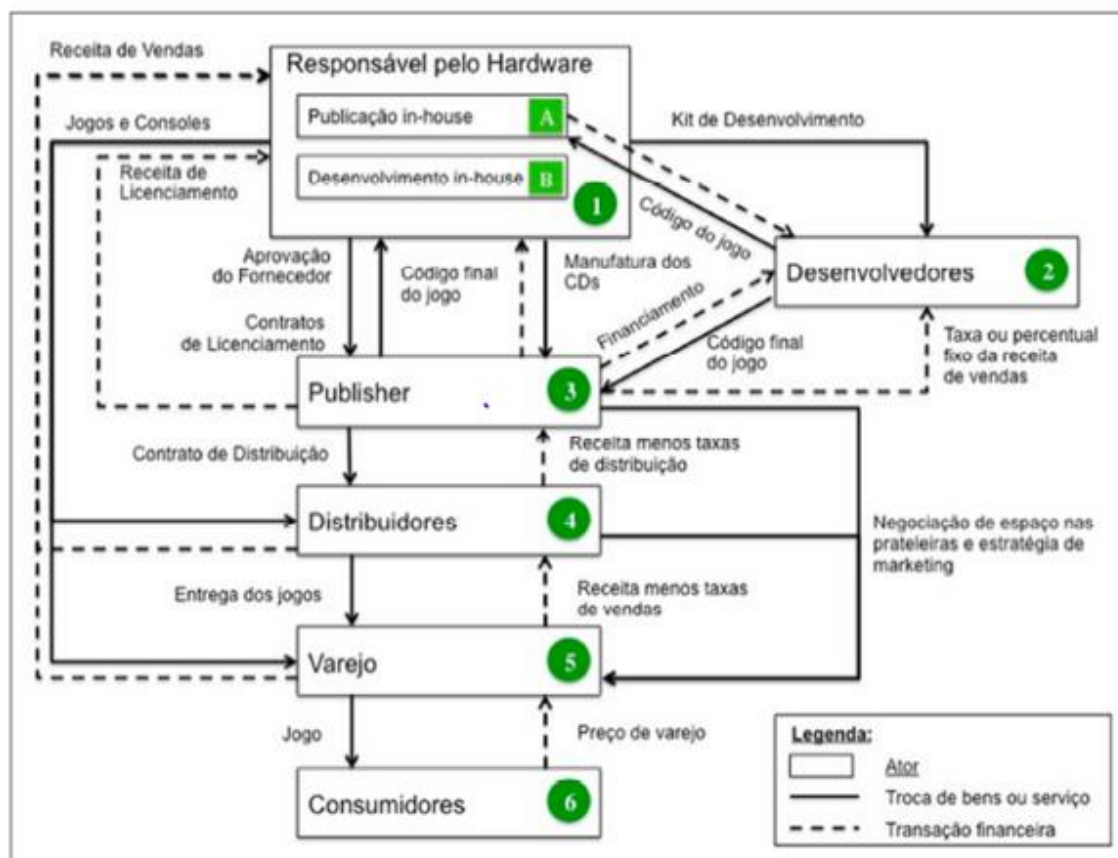 Receita de Vendas
Responsável pelo Hardware
Publicação in-house
A
Kit de Desenvolvimento
Jogos e Consoles
Receita de
Licenciamento
Desenvolvimento in-house
B
1
Código do jogo
Aprovação
do Fornecedor
Código final
do jogo
Manufatura dos
CDs
Desenvolvedores
2
Contratos
de Licenciamento
Financiamento
Código final
do jogo
Taxa ou percentual
fixo da receita
de vendas
Publisher
3
Contrato de Distribuição
Receita menos taxas
de distribuição
Distribuidores
4
Negociação de espaço nas
prateleiras e estratégia de
marketing
Entrega dos jogos
Receita menos taxas
de vendas
Varejo
5
Jogo
Preço de varejo
Consumidores
6
Legenda:
Ator
Troca de bens ou serviço
Transação financeira